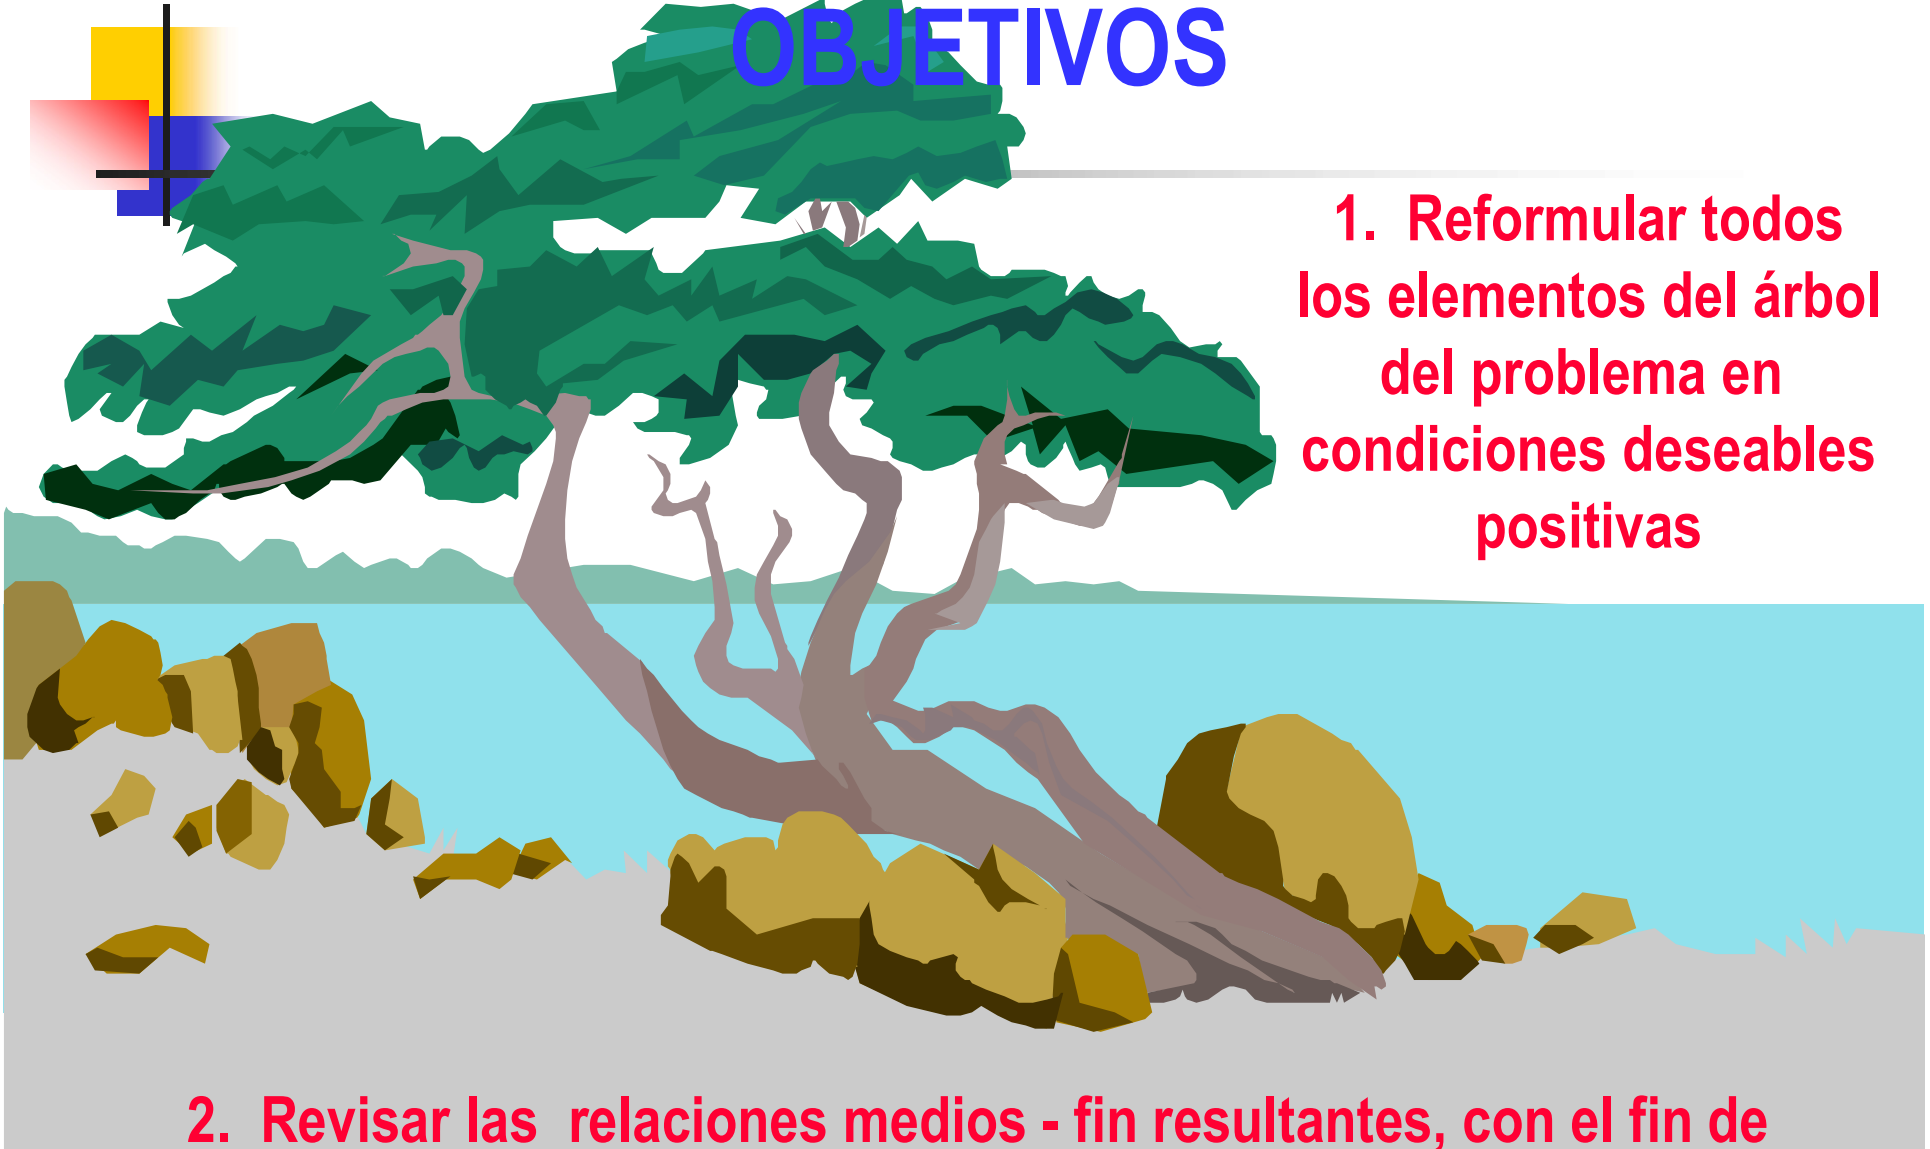 OBJETIVOS
1. Reformular todos
los elementos del árbol
del problema en
condiciones deseables
positivas
2. Revisar las relaciones medios - fin resultantes, con el fin de